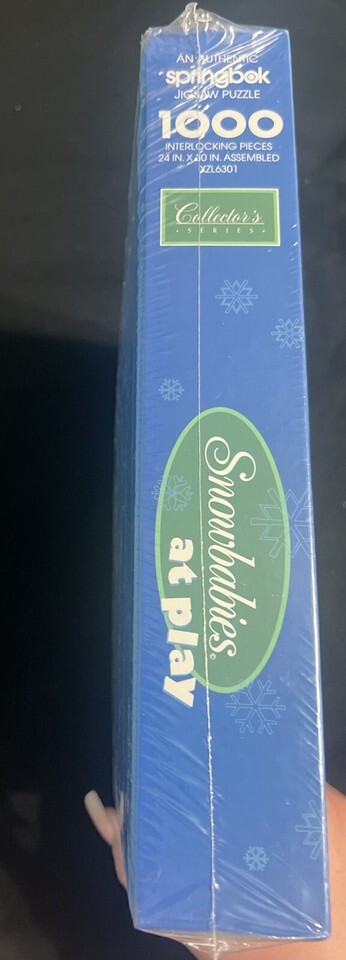 AN AUTHENTIC
springbok
JIGSAW PUZZLE
1000
INTERLOCKING PIECES
24 IN. X 30 IN. ASSEMBLED
XZL6301
Collector's
• SERIES •
Snowbabies©
at play